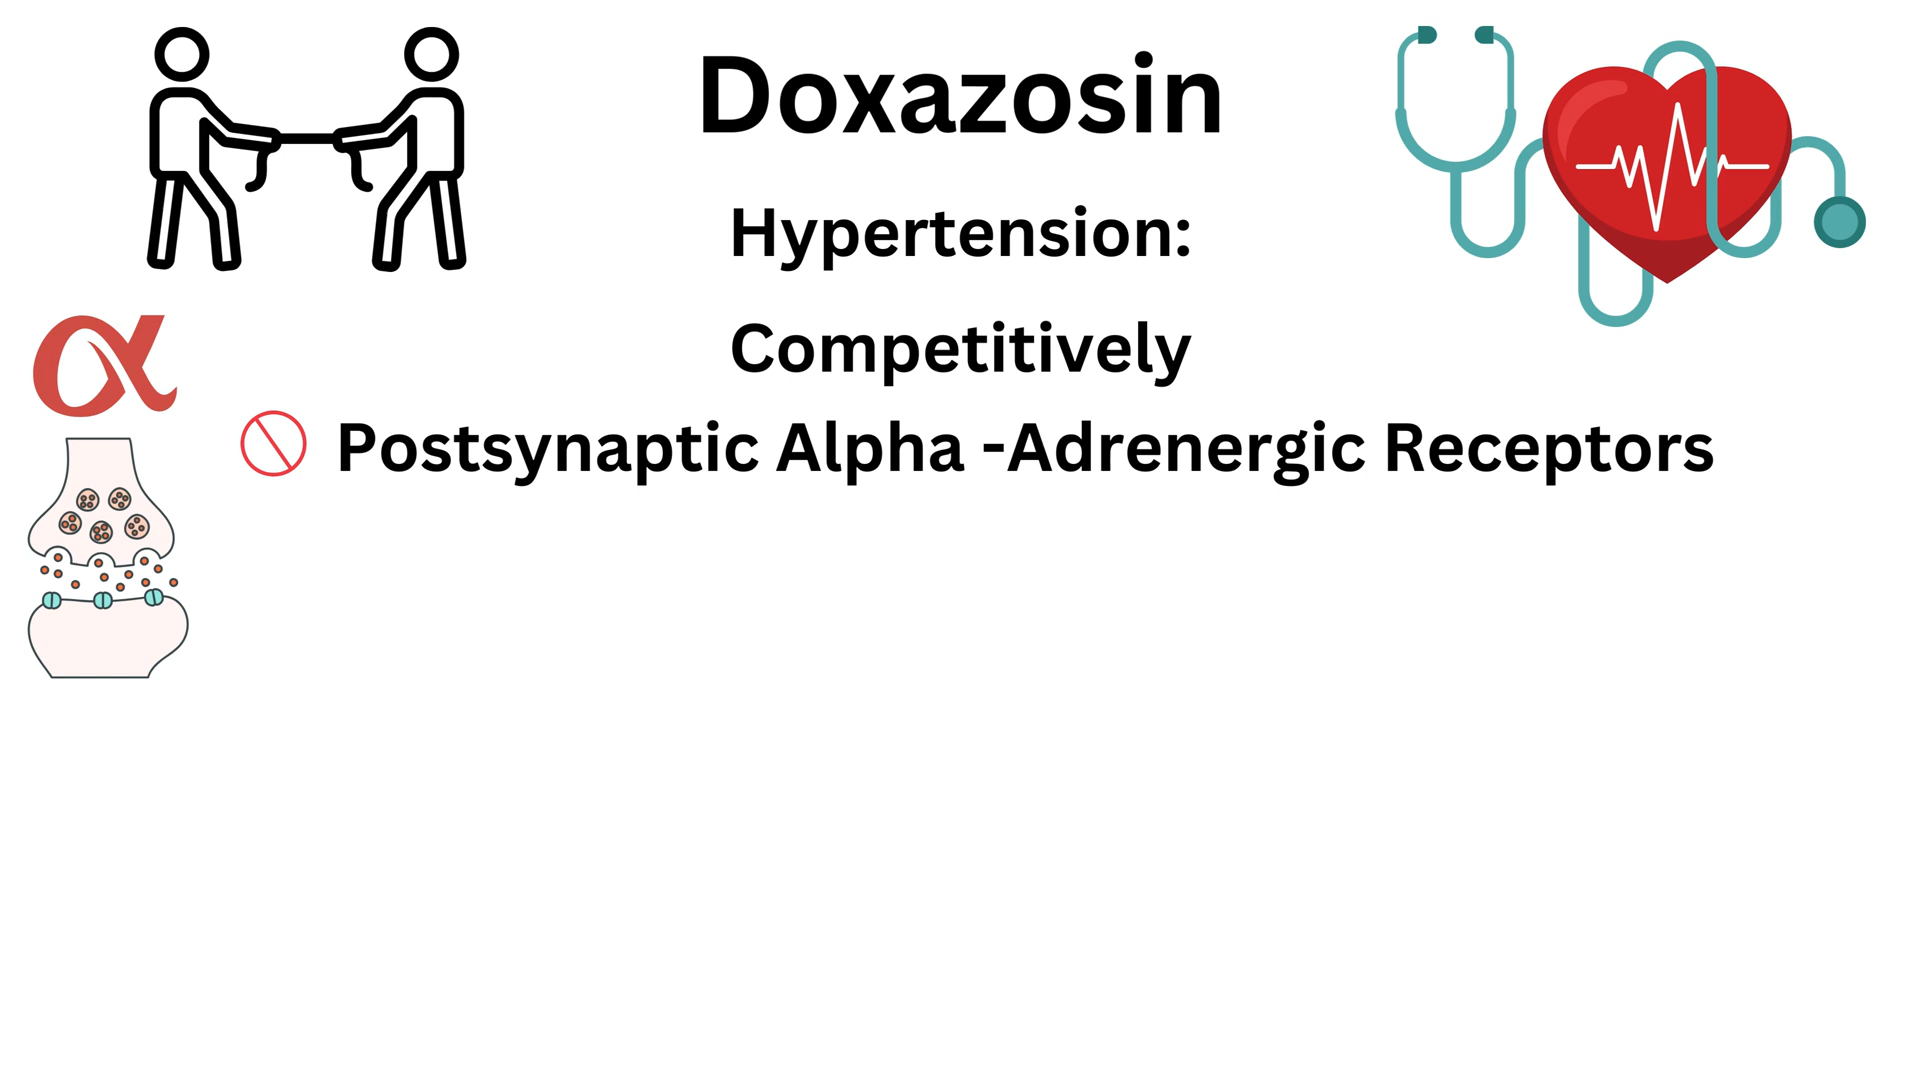 Doxazosin
Hypertension:
Competitively
Postsynaptic Alpha -Adrenergic Receptors
α